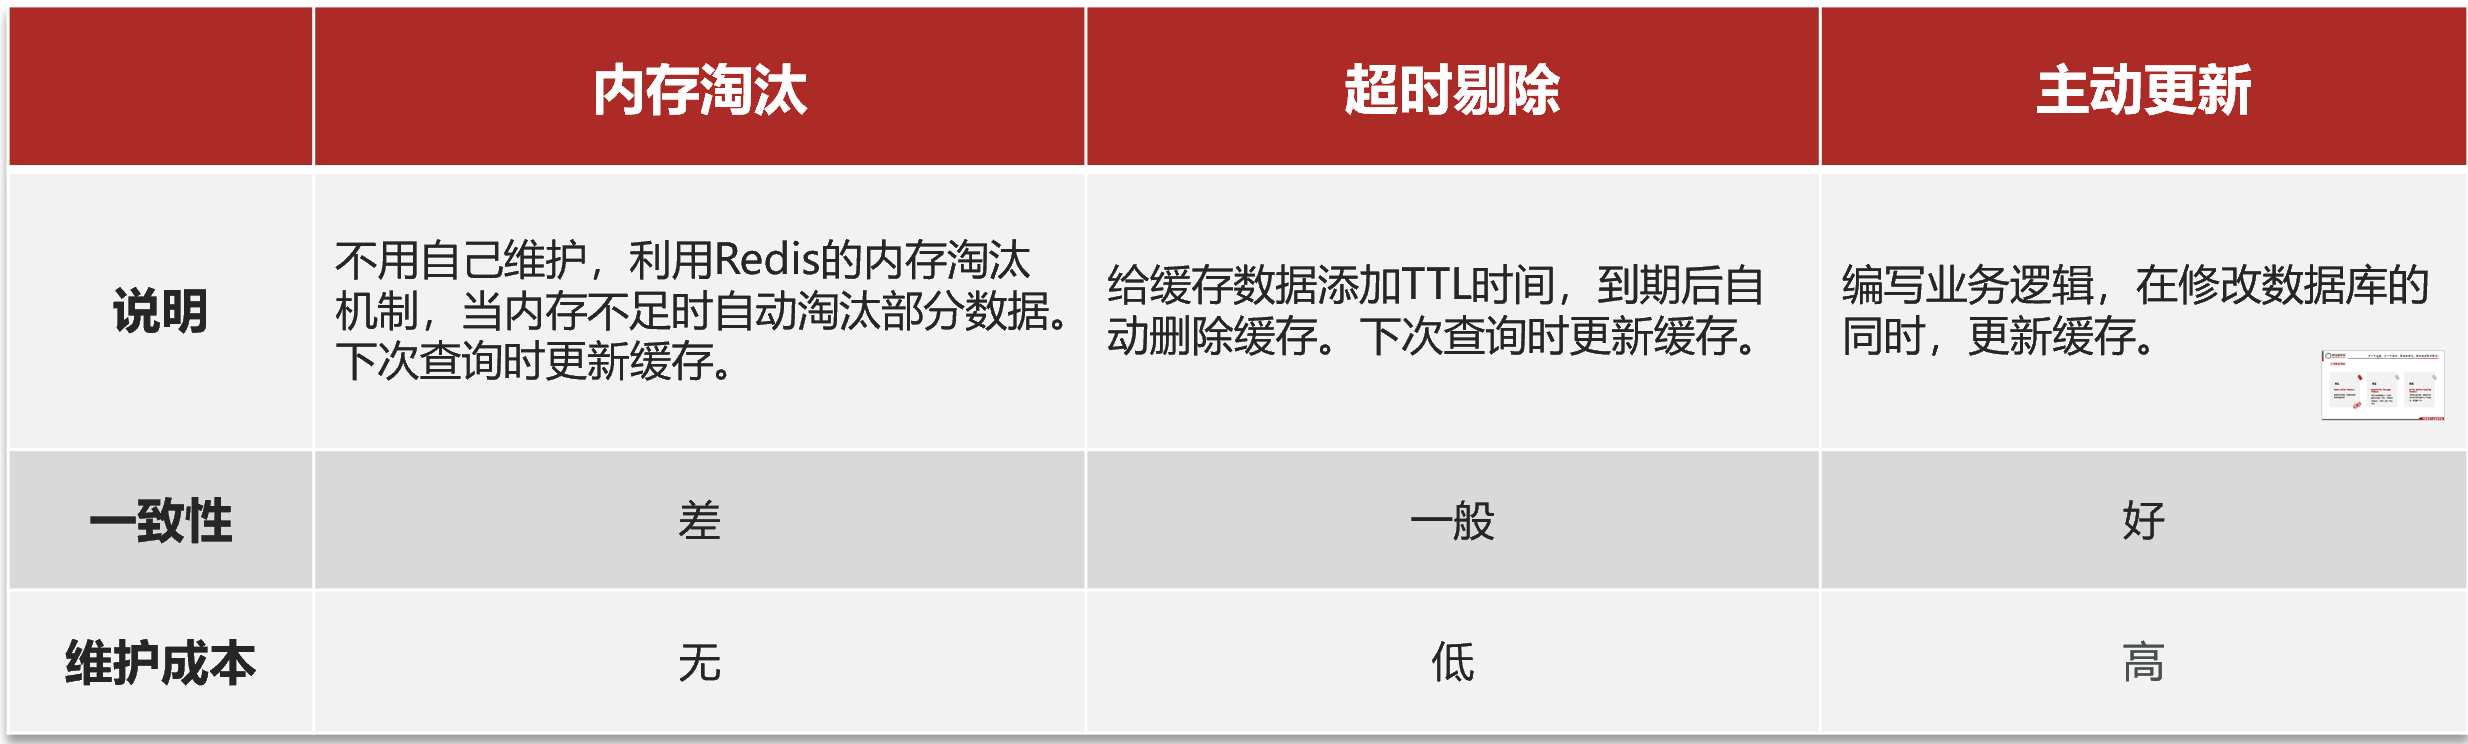 内存淘汰
超时剔除
主动更新
说明
不用自己维护，利用Redis的内存淘汰
机制，当内存不足时自动淘汰部分数据。
下次查询时更新缓存。
给缓存数据添加TTL时间，到期后自
动删除缓存。下次查询时更新缓存。
编写业务逻辑，在修改数据库的
同时，更新缓存。
一致性
差
一般
好
维护成本
无
低
高